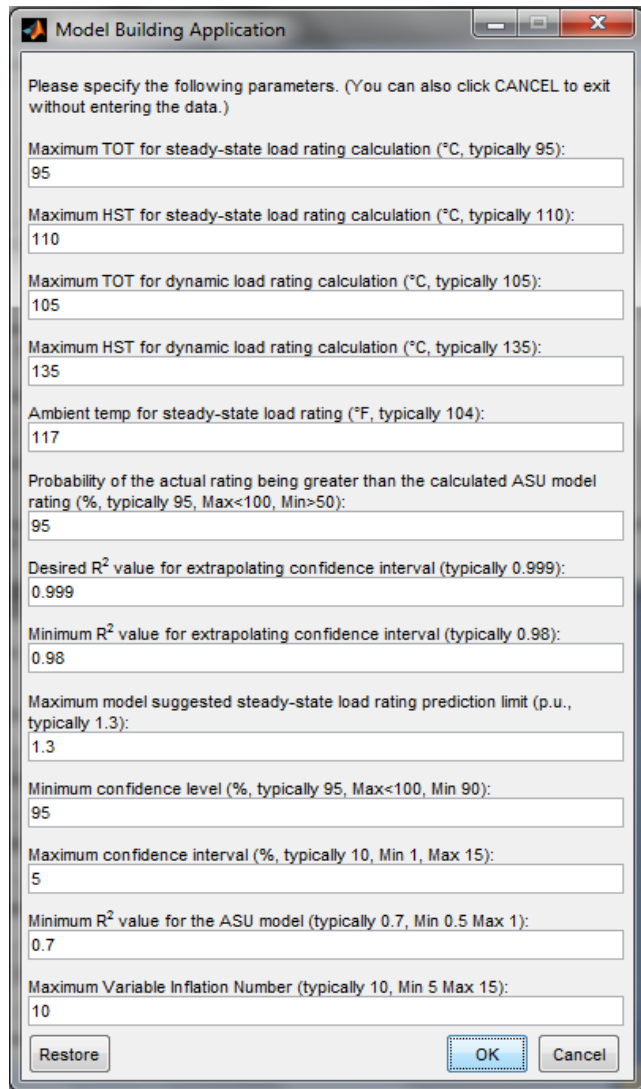 Model Building Application
Please specify the following parameters. (You can also click CANCEL to exit
without entering the data.)
Maximum TOT for steady-state load rating calculation (°C, typically 95):
95
Maximum HST for steady-state load rating calculation (°C, typically 110):
110
Maximum TOT for dynamic load rating calculation (°C, typically 105):
105
Maximum HST for dynamic load rating calculation (°C, typically 135):
135
Ambient temp for steady-state load rating (°F, typically 104):
117
Probability of the actual rating being greater than the calculated ASU model
rating (%, typically 95, Max<100, Min>50):
95
Desired R² value for extrapolating confidence interval (typically 0.999):
0.999
Minimum R² value for extrapolating confidence interval (typically 0.98):
0.98
Maximum model suggested steady-state load rating prediction limit (p.u.,
typically 1.3):
1.3
Minimum confidence level (%, typically 95, Max<100, Min 90):
95
Maximum confidence interval (%, typically 10, Min 1, Max 15):
5
Minimum R² value for the ASU model (typically 0.7, Min 0.5 Max 1):
0.7
Maximum Variable Inflation Number (typically 10, Min 5 Max 15):
10
Restore OK Cancel